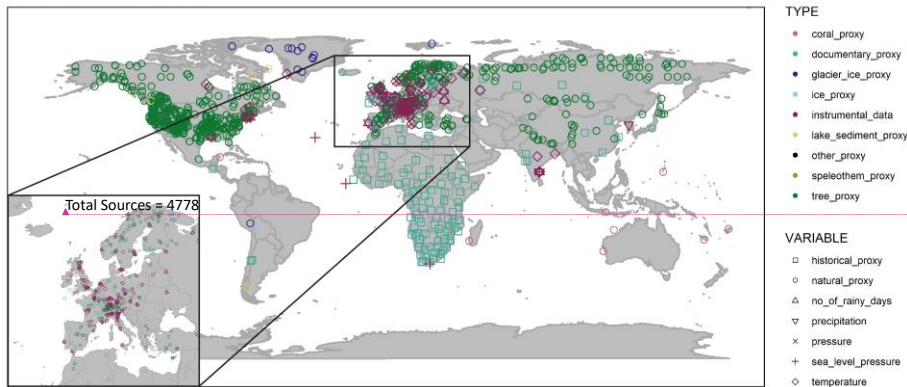 TYPE
coral_proxy
documentary_proxy
glacier_ice_proxy
ice_proxy
instrumental_data
lake_sediment_proxy
other_proxy
speleothem_proxy
tree_proxy
Total Sources = 4778
VARIABLE
historical_proxy
natural_proxy
no_of_rainy_days
precipitation
pressure
sea_level_pressure
temperature